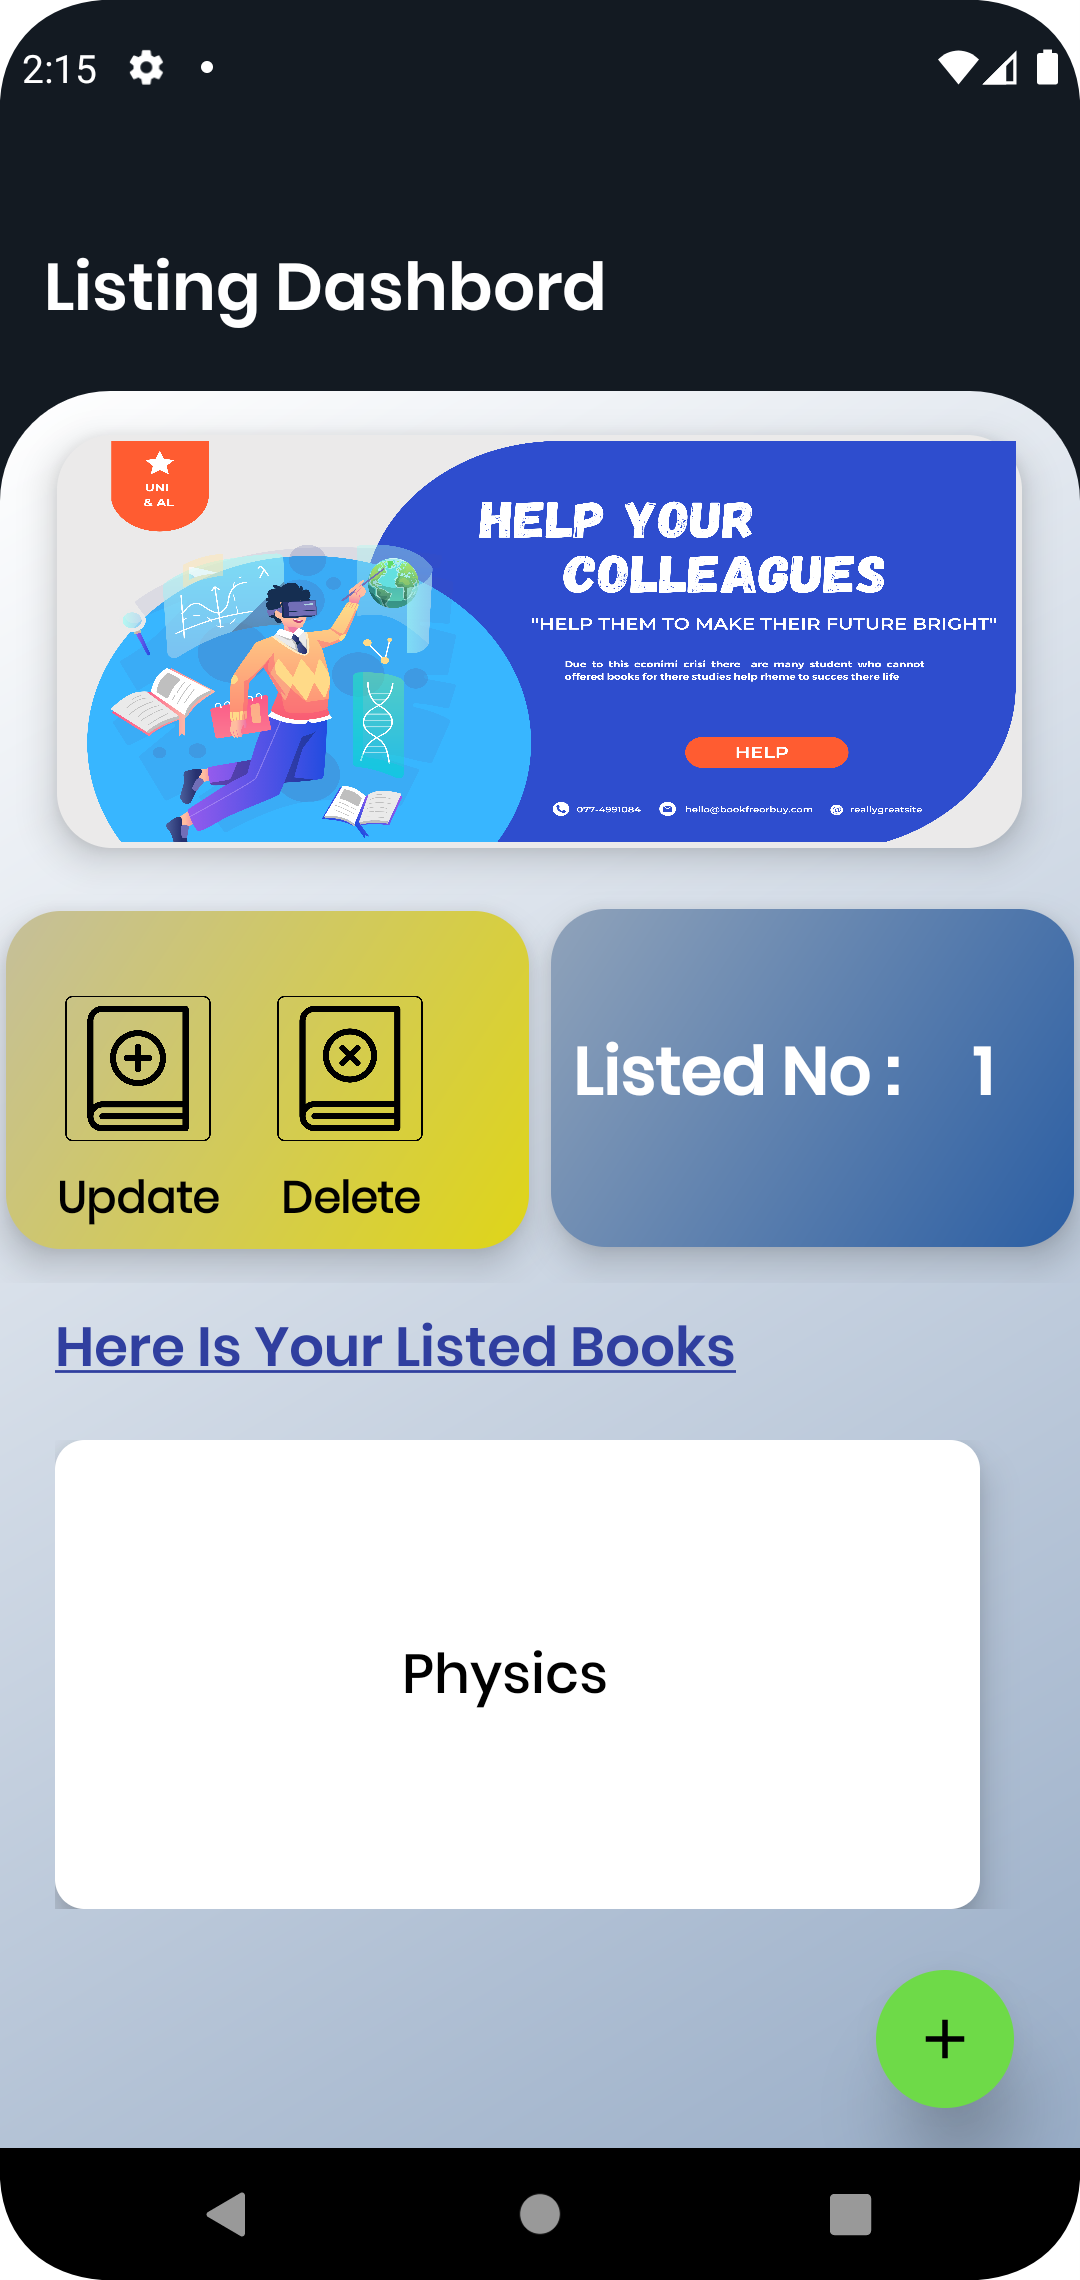 2:15
Listing Dashbord
UNI
& AL
HELP YOUR
COLLEAGUES
"HELP THEM TO MAKE THEIR FUTURE BRIGHT"
Due to this econimi crisi there are many student who cannot
offered books for there studies help rheme to succes there life
HELP
077-4991084 hello@bookfreorbuy.com reallygreatsite
Update Delete
Listed No : 1
Here Is Your Listed Books
Physics